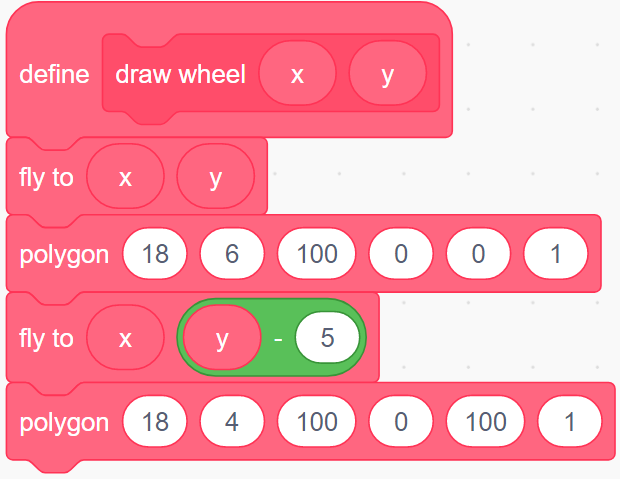 define draw wheel x y
fly to x y
polygon 18 6 100 0 0 1
fly to x y - 5
polygon 18 4 100 0 100 1